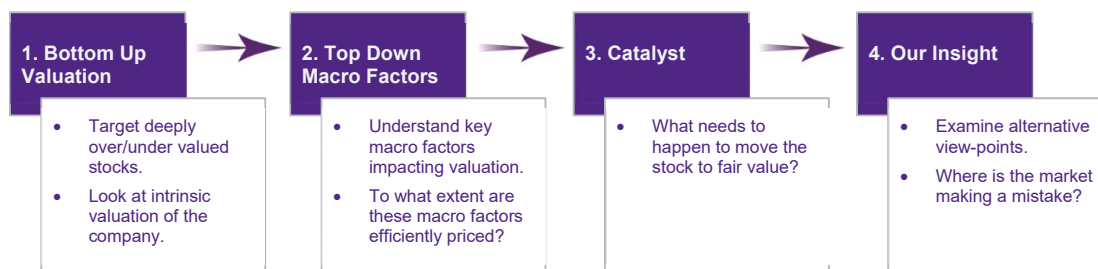 1. Bottom Up
Valuation
• Target deeply
over/under valued
stocks.
• Look at intrinsic
valuation of the
company.
2. Top Down
Macro Factors
• Understand key
macro factors
impacting valuation.
• To what extent are
these macro factors
efficiently priced?
3. Catalyst
• What needs to
happen to move the
stock to fair value?
4. Our Insight
• Examine alternative
view-points.
• Where is the market
making a mistake?